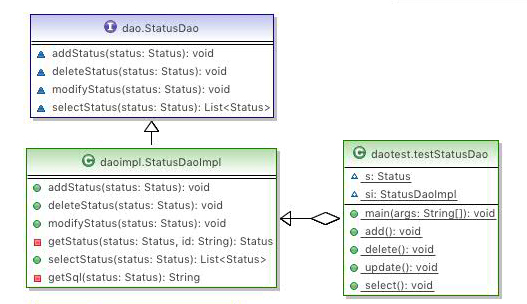 I dao.StatusDao
addStatus(status: Status): void
deleteStatus(status: Status): void
modifyStatus(status: Status): void
selectStatus(status: Status): List<Status>
C daoimpl.StatusDaoImpl
addStatus(status: Status): void
deleteStatus(status: Status): void
modifyStatus(status: Status): void
getStatus(status: Status, id: String): Status
selectStatus(status: Status): List<Status>
getSql(status: Status): String
C daotest.testStatusDao
s: Status
si: StatusDaoImpl
main(args: String[]): void
add(): void
delete(): void
update(): void
select(): void